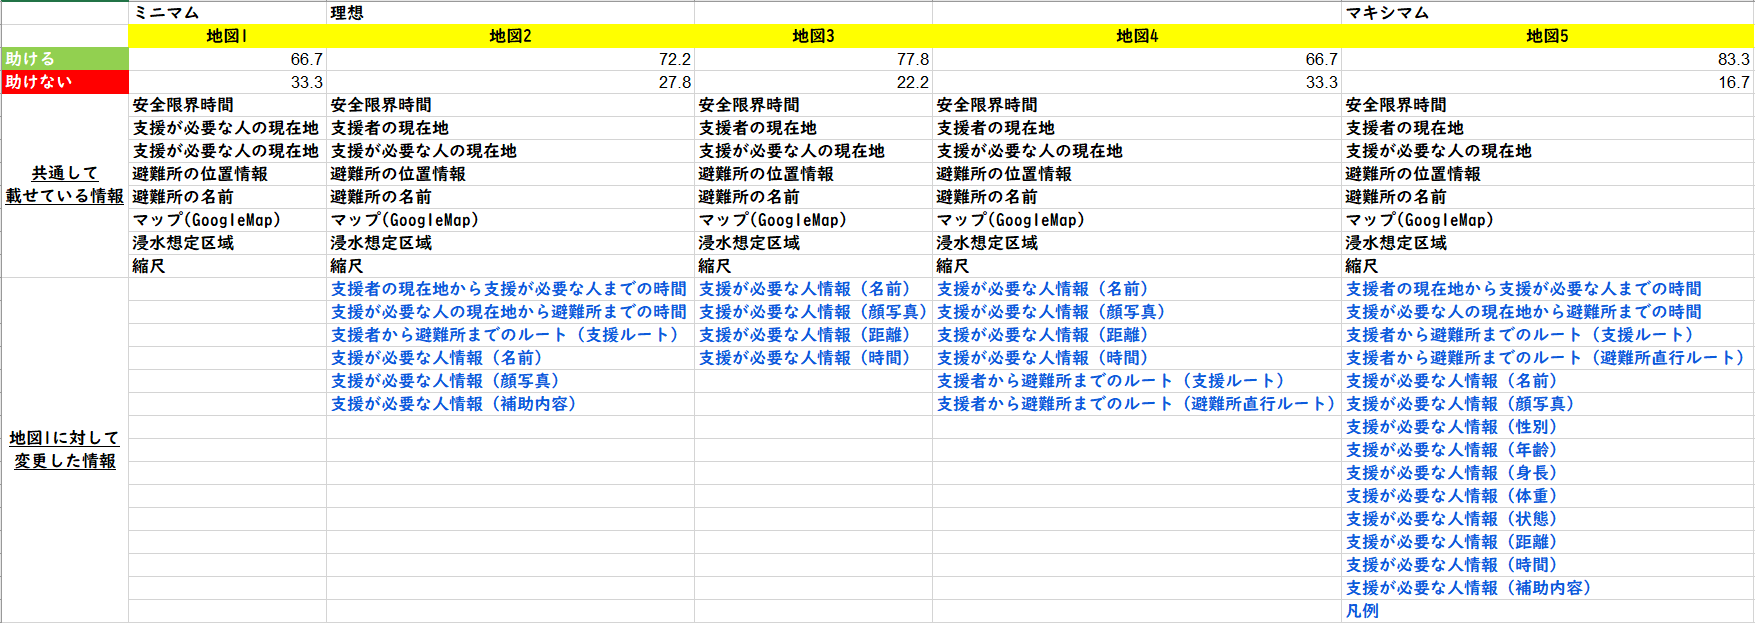 ミニマム 理想 マキシマム
地図1 地図2 地図3 地図4 地図5
助ける 66.7 72.2 77.8 66.7 83.3
助けない 33.3 27.8 22.2 33.3 16.7
安全限界時間 安全限界時間 安全限界時間 安全限界時間 安全限界時間
支援が必要な人の現在地 支援者の現在地 支援者の現在地 支援者の現在地 支援者の現在地
支援が必要な人の現在地 支援が必要な人の現在地 支援が必要な人の現在地 支援が必要な人の現在地 支援が必要な人の現在地
共通して 避難所の位置情報 避難所の位置情報 避難所の位置情報 避難所の位置情報 避難所の位置情報
載せている情報 避難所の名前 避難所の名前 避難所の名前 避難所の名前 避難所の名前
マップ(GoogleMap) マップ(GoogleMap) マップ(GoogleMap) マップ(GoogleMap) マップ(GoogleMap)
浸水想定区域 浸水想定区域 浸水想定区域 浸水想定区域 浸水想定区域
縮尺 縮尺 縮尺 縮尺 縮尺
支援者の現在地から支援が必要な人までの時間 支援が必要な人情報（名前） 支援が必要な人情報（名前） 支援者の現在地から支援が必要な人までの時間
支援が必要な人の現在地から避難所までの時間 支援が必要な人情報（顔写真） 支援が必要な人情報（顔写真） 支援が必要な人の現在地から避難所までの時間
支援者から避難所までのルート（支援ルート） 支援が必要な人情報（距離） 支援が必要な人情報（距離） 支援者から避難所までのルート（支援ルート）
支援が必要な人情報（名前） 支援が必要な人情報（時間） 支援が必要な人情報（時間） 支援者から避難所までのルート（避難所直行ルート）
支援が必要な人情報（顔写真） 支援者から避難所までのルート（支援ルート） 支援が必要な人情報（名前）
支援が必要な人情報（補助内容） 支援者から避難所までのルート（避難所直行ルート） 支援が必要な人情報（顔写真）
支援が必要な人情報（性別）
地図1に対して 支援が必要な人情報（年齢）
変更した情報 支援が必要な人情報（身長）
支援が必要な人情報（体重）
支援が必要な人情報（状態）
支援が必要な人情報（距離）
支援が必要な人情報（時間）
支援が必要な人情報（補助内容）
凡例